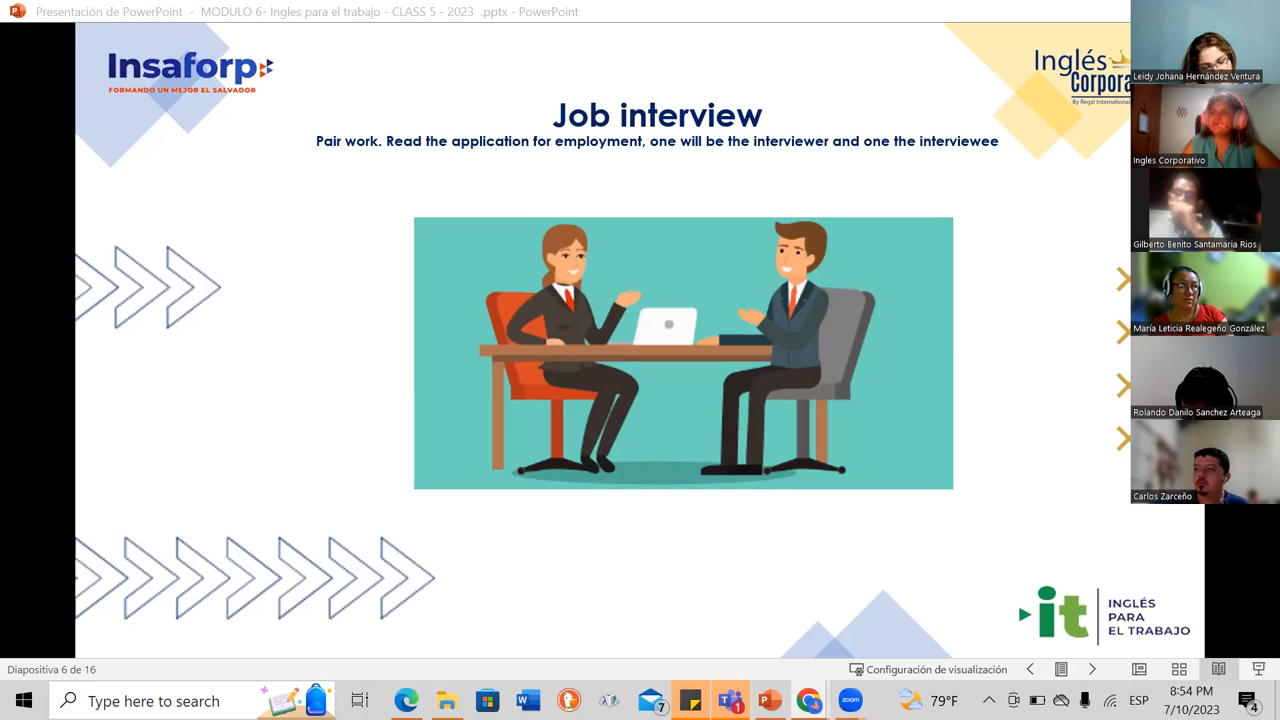 Presentación de PowerPoint - MODULO 6- Ingles para el trabajo - CLASS 5 - 2023 .pptx - PowerPoint
Insaforp
FORMANDO UN MEJOR EL SALVADOR
Inglés
Corpora
By Regal International
Job interview
Pair work. Read the application for employment, one will be the interviewer and one the interviewee
Leidy Johana Hernández Ventura
Ingles Corporativo
Gilberto Benito Santamaria Rios
María Leticia Realegeño González
Rolando Danilo Sanchez Arteaga
Carlos Zarceño
it
INGLÉS
PARA
EL TRABAJO
Diapositiva 6 de 16
Configuración de visualización
Type here to search
7
1
zoom
79°F
ESP
8:54 PM
7/10/2023
4